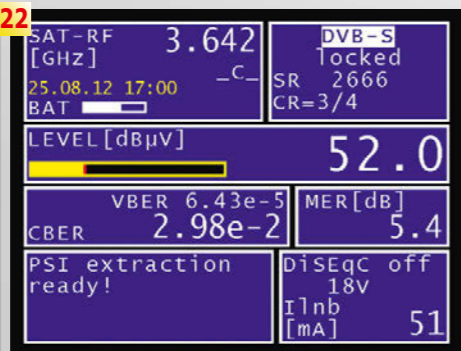 22
SAT-RF 3.642
[GHz]
_C_
25.08.12 17:00
BAT
DVB-S
locked
SR 2666
CR=3/4
LEVEL[dBµV]
52.0
VBER 6.43e-5
CBER 2.98e-2
MER[dB]
5.4
PSI extraction
ready!
DiSEqC off
18V
Ilnb
[mA] 51